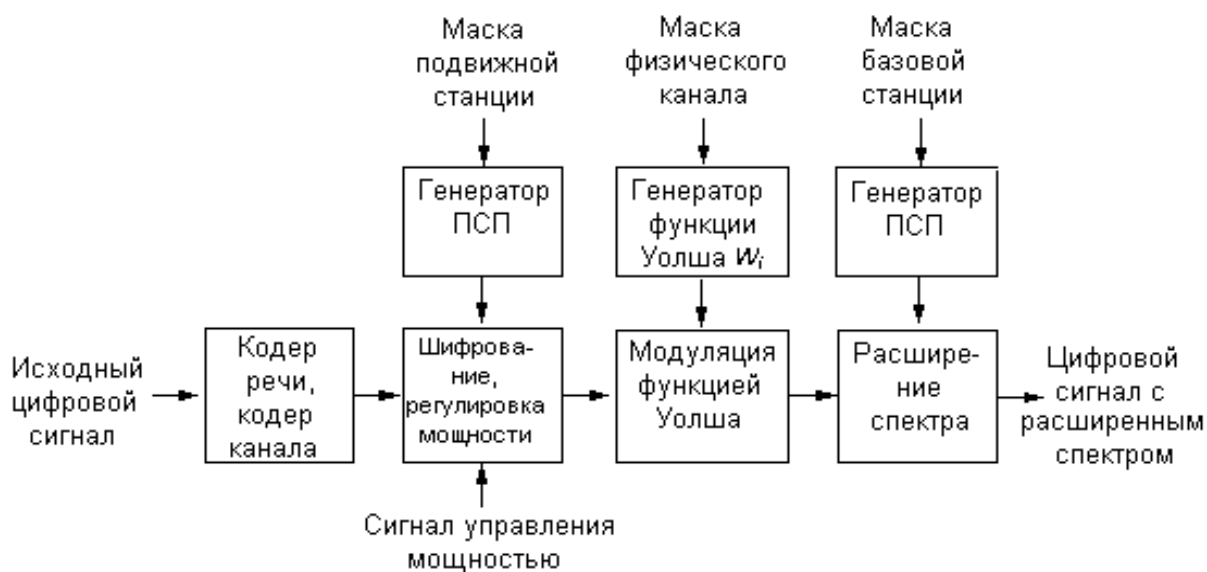 Маска
подвижной
станции
Маска
физического
канала
Маска
базовой
станции
Генератор
ПСП
Генератор
функции
Уолша Wi
Генератор
ПСП
Исходный
цифровой
сигнал
Кодер
речи,
кодер
канала
Шифрова-
ние,
регулировка
мощности
Модуляция
функцией
Уолша
Расшире-
ние
спектра
Цифровой
сигнал с
расширенным
спектром
Сигнал управления
мощностью